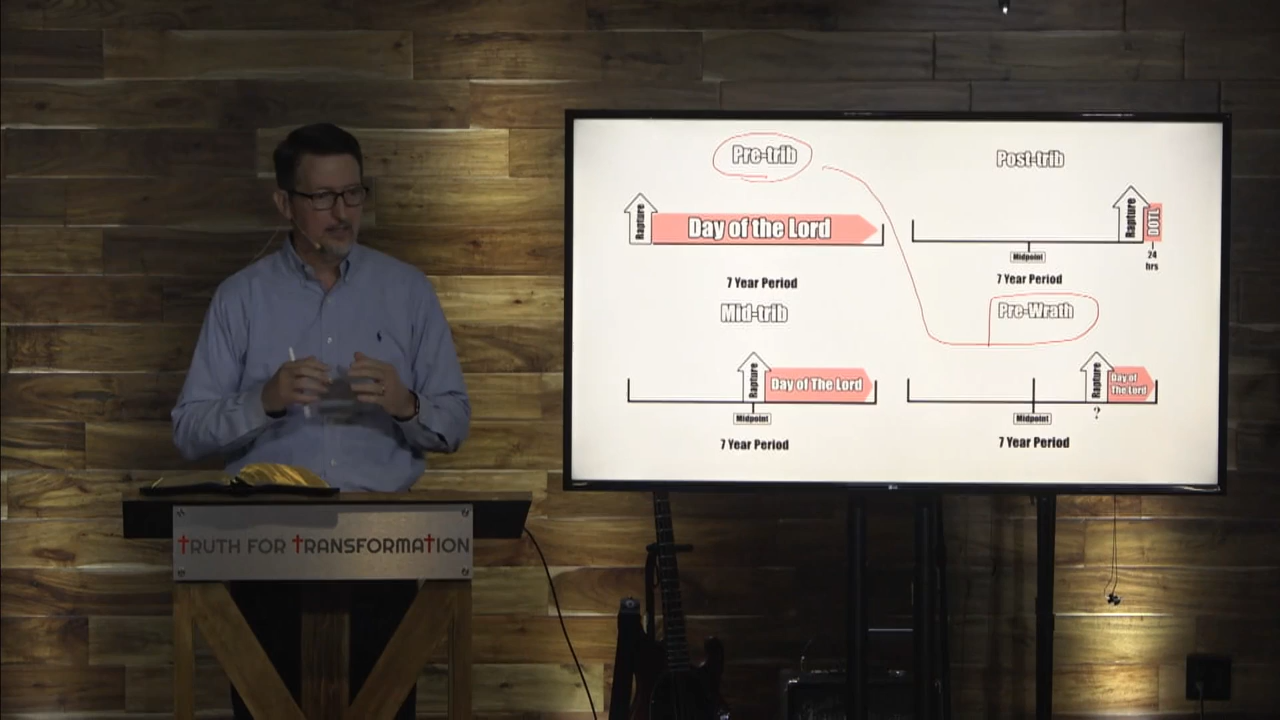 Pre-trib
Rapture
Day of the Lord
7 Year Period
Post-trib
Rapture
DOTL
Midpoint
24
hrs
7 Year Period
Mid-trib
Rapture
Day of The Lord
Midpoint
7 Year Period
Pre-Wrath
Rapture
Day of
The Lord
?
Midpoint
7 Year Period
TRUTH FOR TRANSFORMATION
LG